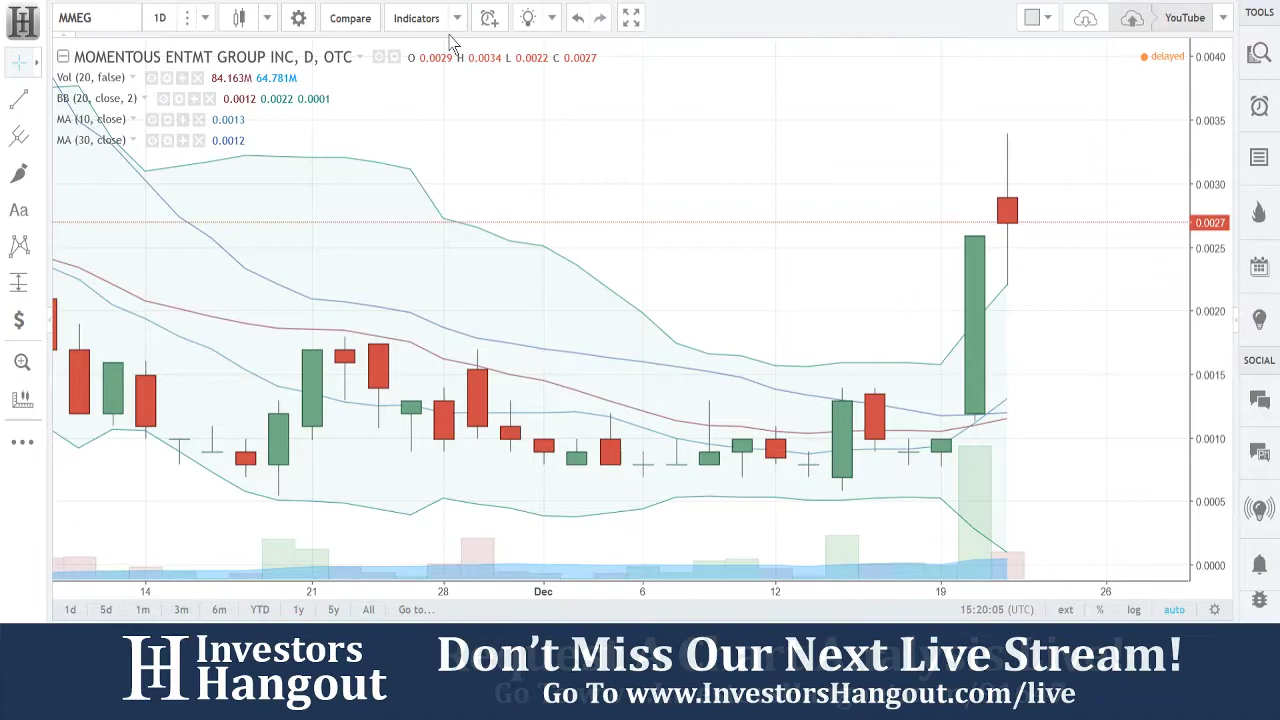 MMEG 1D Compare Indicators YouTube TOOLS
MOMENTOUS ENTMT GROUP INC, D, OTC O 0.0029 H 0.0034 L 0.0022 C 0.0027 delayed
Vol (20, false) 84.163M 64.781M
BB (20, close, 2) 0.0012 0.0022 0.0001
MA (10, close) 0.0013
MA (30, close) 0.0012
0.0040
0.0035
0.0030
0.0027
0.0025
0.0020
0.0015
0.0010
0.0005
0.0000
Aa
$
SOCIAL
14 21 28 Dec 6 12 19 26
1d 5d 1m 3m 6m YTD 1y 5y All Go to... 15:20:05 (UTC) ext % log auto
Investors
Hangout
Don't Miss Our Next Live Stream!
Go To www.InvestorsHangout.com/live